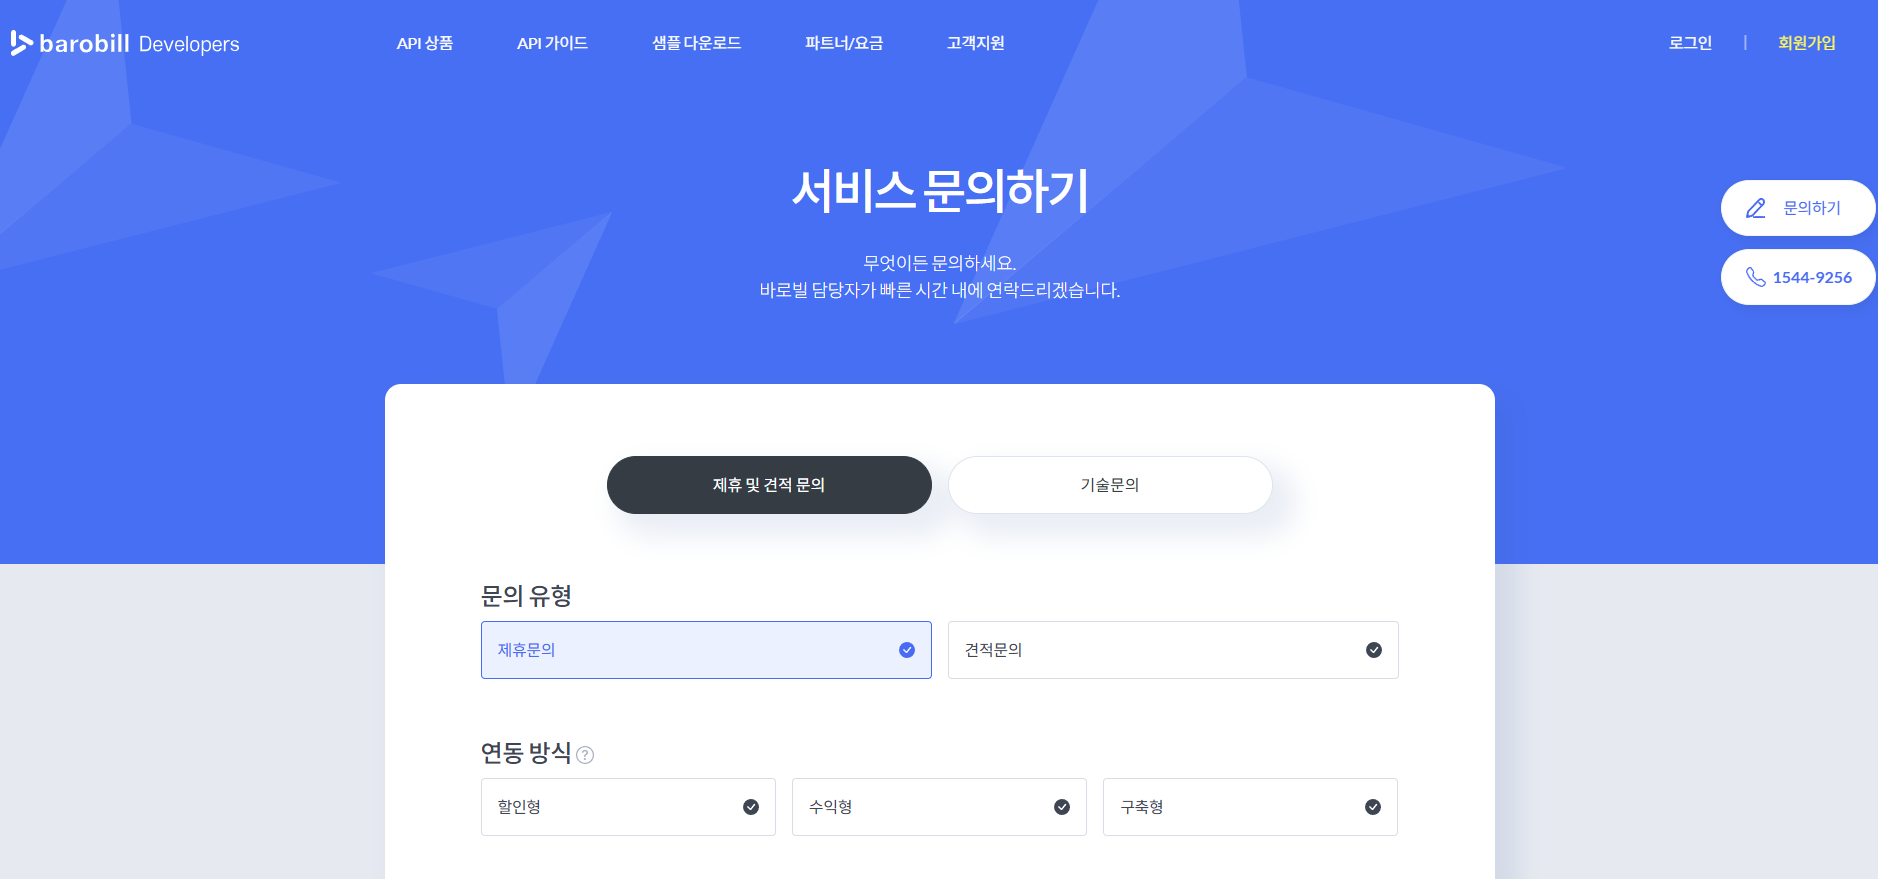 barobill Developers
API 상품
API 가이드
샘플 다운로드
파트너/요금
고객지원
로그인
|
회원가입
서비스 문의하기
무엇이든 문의하세요.
바로빌 담당자가 빠른 시간 내에 연락드리겠습니다.
문의하기
1544-9256
제휴 및 견적 문의
기술문의
문의 유형
제휴문의
견적문의
연동 방식 ?
할인형
수익형
구축형